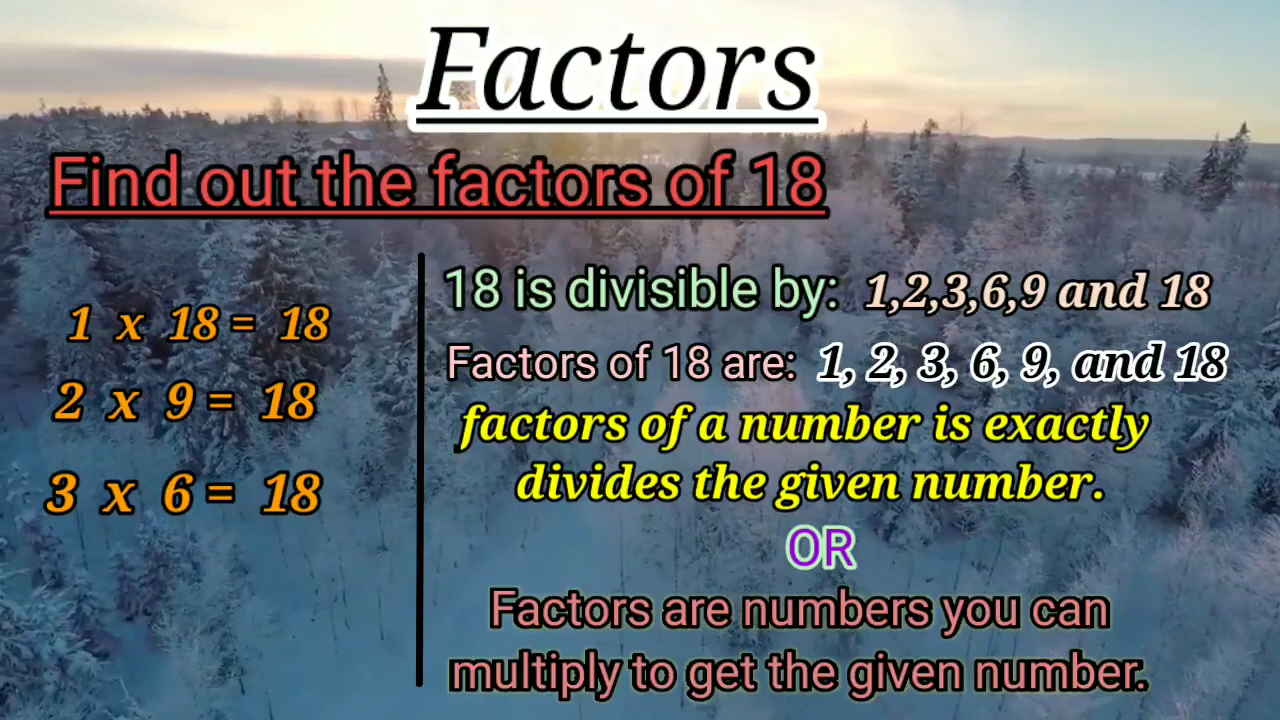 Factors
Find out the factors of 18
1 x 18 = 18
2 x 9 = 18
3 x 6 = 18
18 is divisible by: 1,2,3,6,9 and 18
Factors of 18 are: 1, 2, 3, 6, 9, and 18
factors of a number is exactly
divides the given number.
OR
Factors are numbers you can
multiply to get the given number.